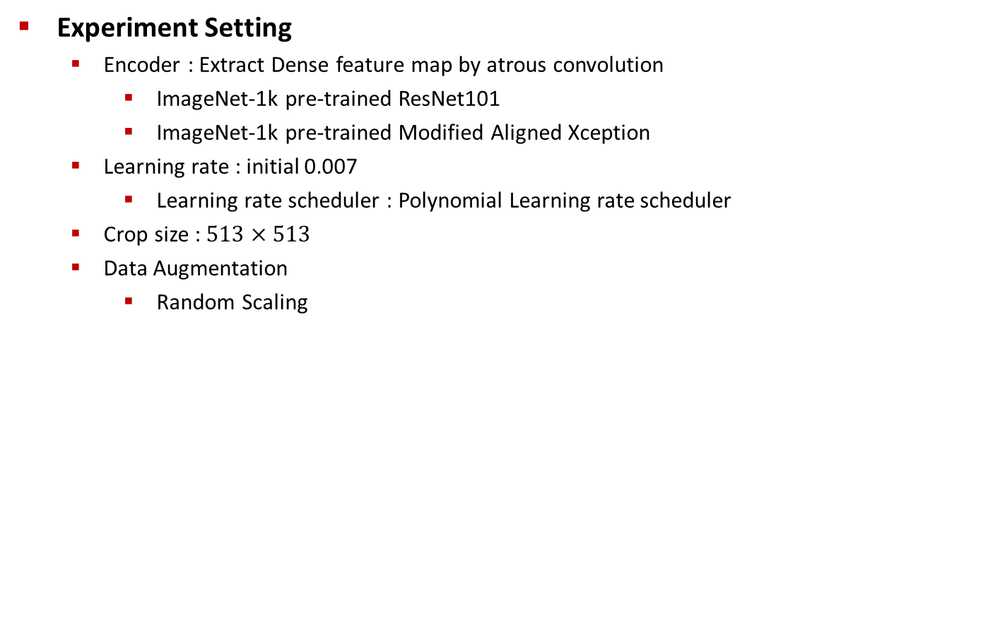 Experiment Setting
Encoder : Extract Dense feature map by atrous convolution
ImageNet-1k pre-trained ResNet101
ImageNet-1k pre-trained Modified Aligned Xception
Learning rate : initial 0.007
Learning rate scheduler : Polynomial Learning rate scheduler
Crop size : 513 × 513
Data Augmentation
Random Scaling